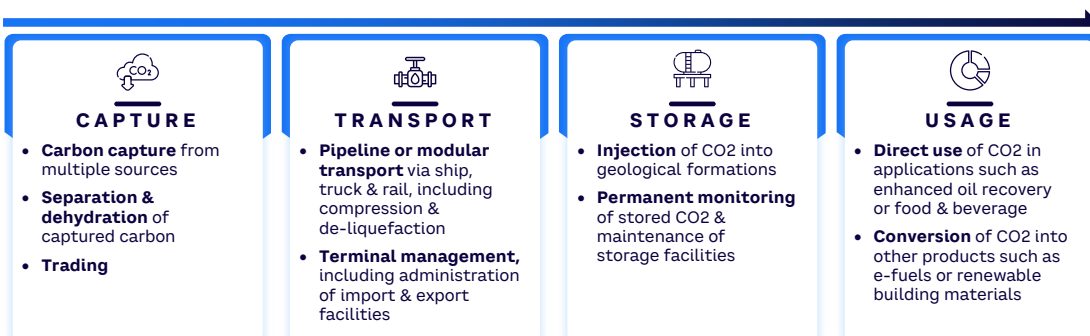 CO₂
CAPTURE
• Carbon capture from
multiple sources
• Separation &
dehydration of
captured carbon
• Trading
TRANSPORT
• Pipeline or modular
transport via ship,
truck & rail, including
compression &
de-liquefaction
• Terminal management,
including administration
of import & export
facilities
STORAGE
• Injection of CO2 into
geological formations
• Permanent monitoring
of stored CO2 &
maintenance of
storage facilities
USAGE
• Direct use of CO2 in
applications such as
enhanced oil recovery
or food & beverage
• Conversion of CO2 into
other products such as
e-fuels or renewable
building materials